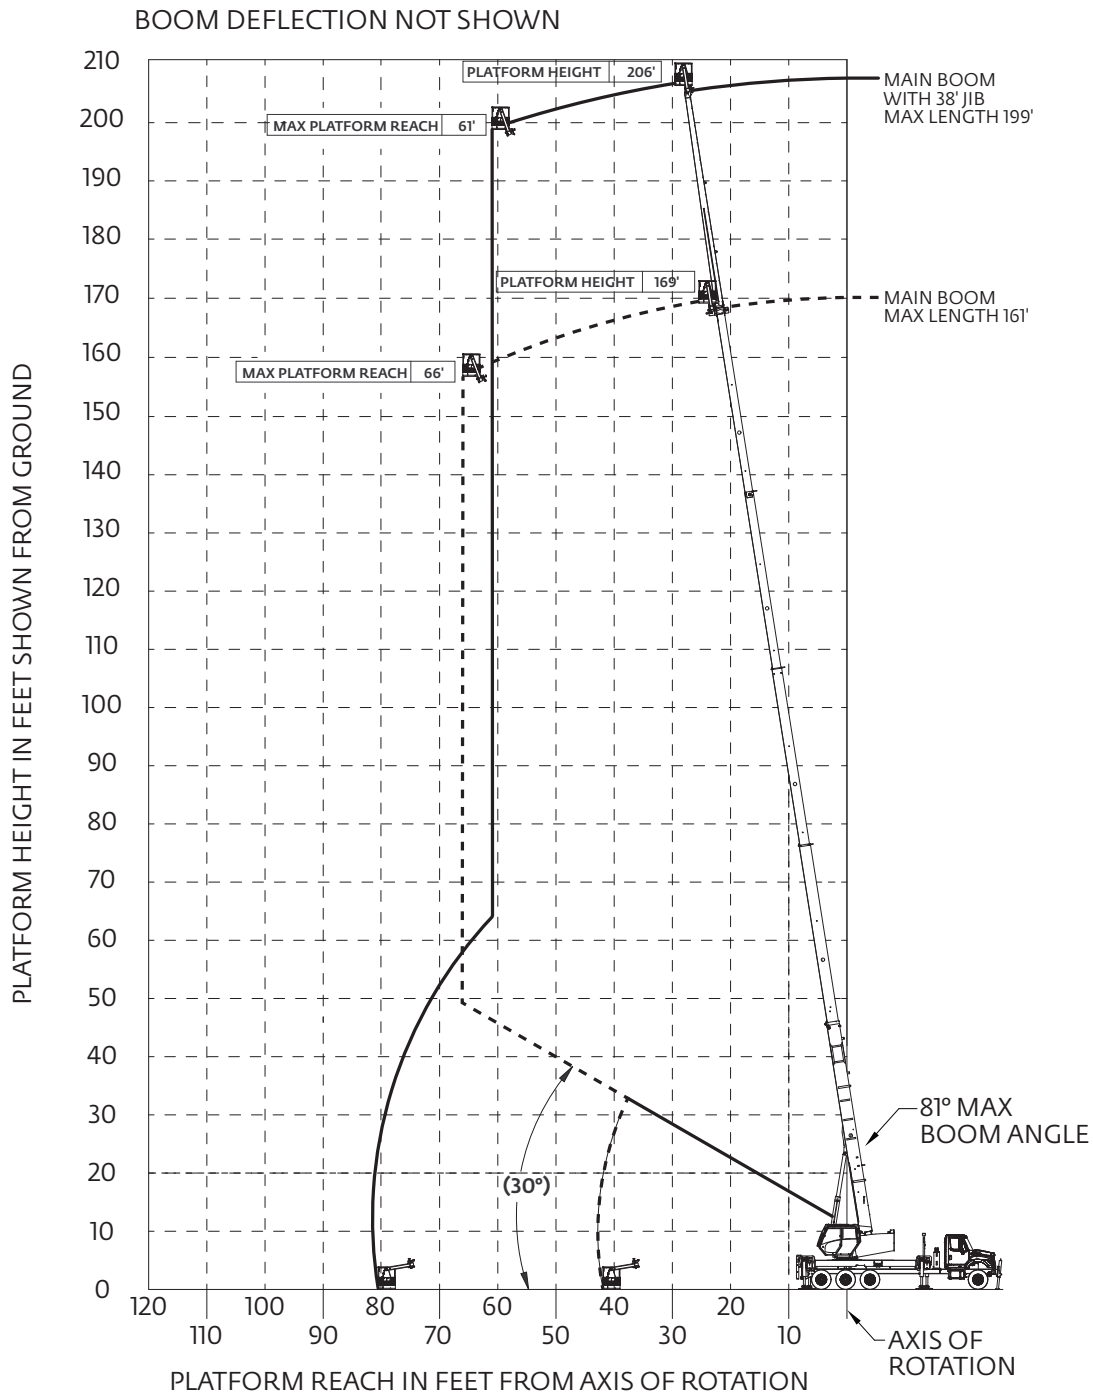 BOOM DEFLECTION NOT SHOWN
210
PLATFORM HEIGHT 206'
MAIN BOOM
WITH 38' JIB
MAX LENGTH 199'
200
MAX PLATFORM REACH 61'
190
180
PLATFORM HEIGHT 169'
170
MAIN BOOM
MAX LENGTH 161'
160
MAX PLATFORM REACH 66'
150
140
130
120
110
100
90
80
70
60
50
40
30
20
10
0
PLATFORM HEIGHT IN FEET SHOWN FROM GROUND
81° MAX
BOOM ANGLE
(30°)
120 100 80 60 40 20
110 90 70 50 30 10
AXIS OF
ROTATION
PLATFORM REACH IN FEET FROM AXIS OF ROTATION